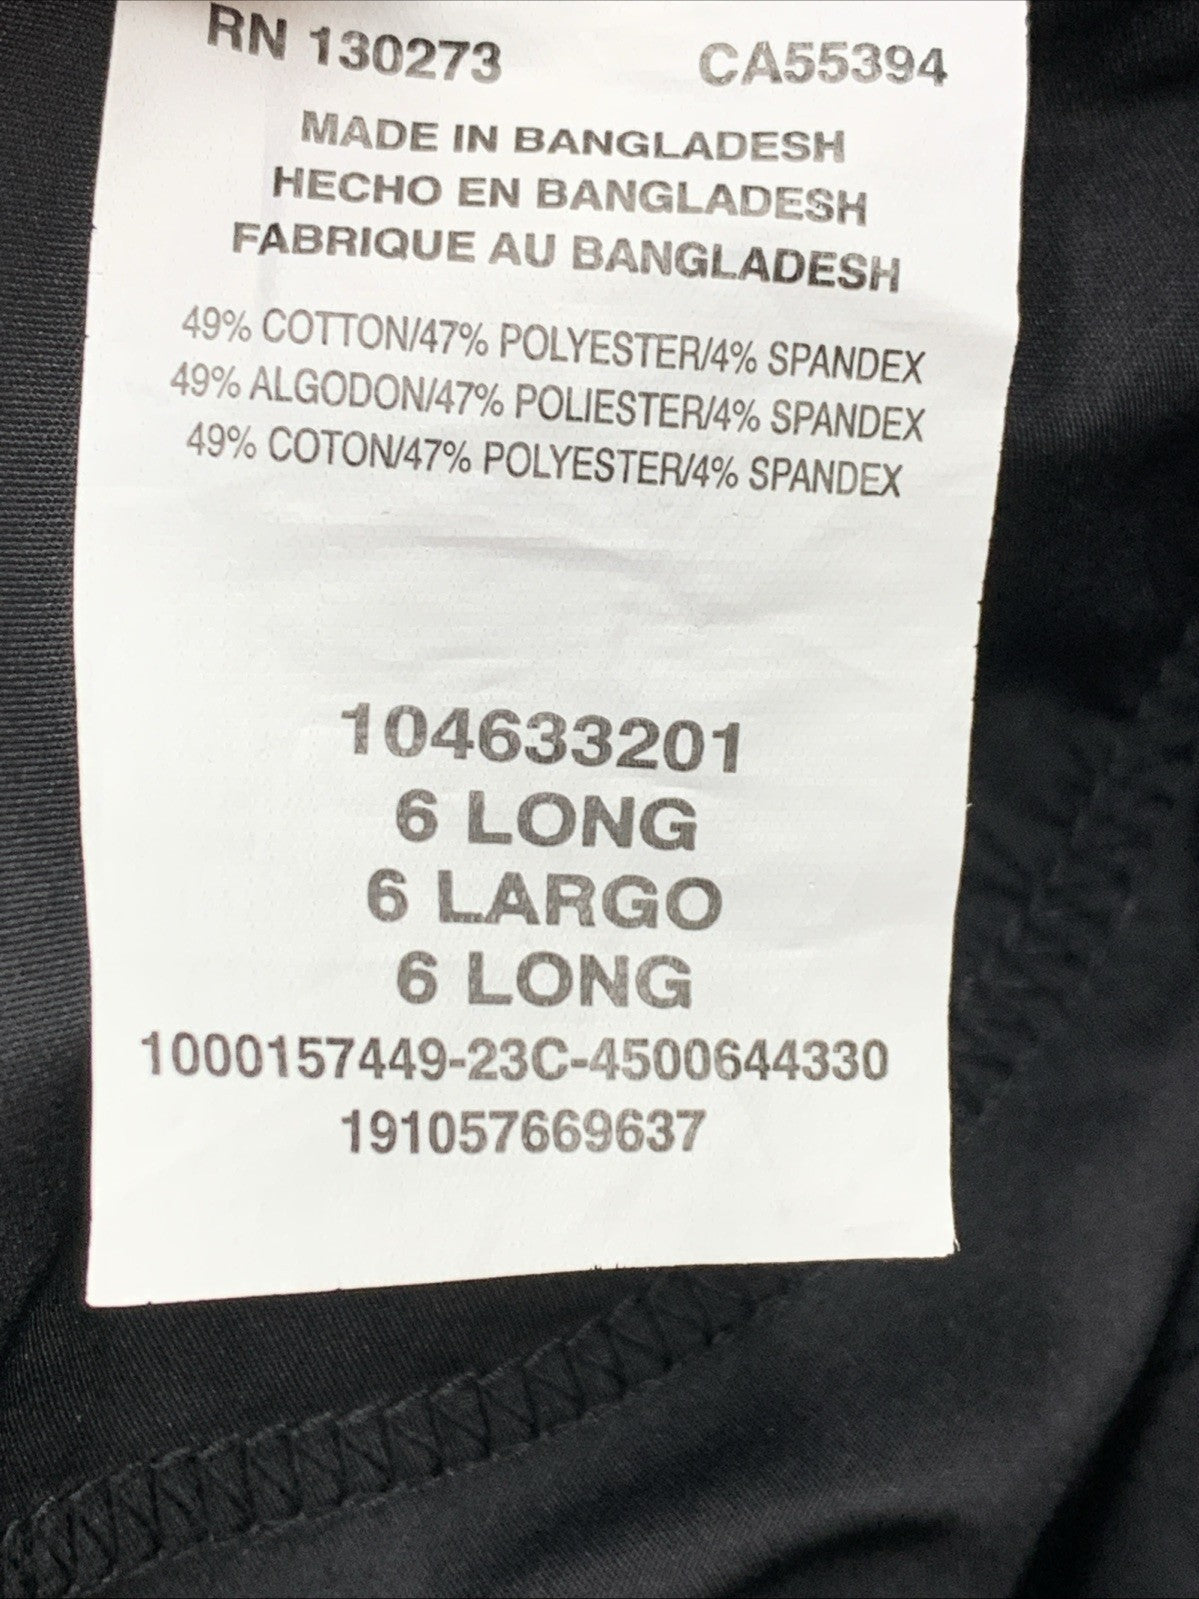 RN 130273 CA55394
MADE IN BANGLADESH
HECHO EN BANGLADESH
FABRIQUE AU BANGLADESH
49% COTTON/47% POLYESTER/4% SPANDEX
49% ALGODON/47% POLIESTER/4% SPANDEX
49% COTON/47% POLYESTER/4% SPANDEX
104633201
6 LONG
6 LARGO
6 LONG
1000157449-23C-4500644330
191057669637